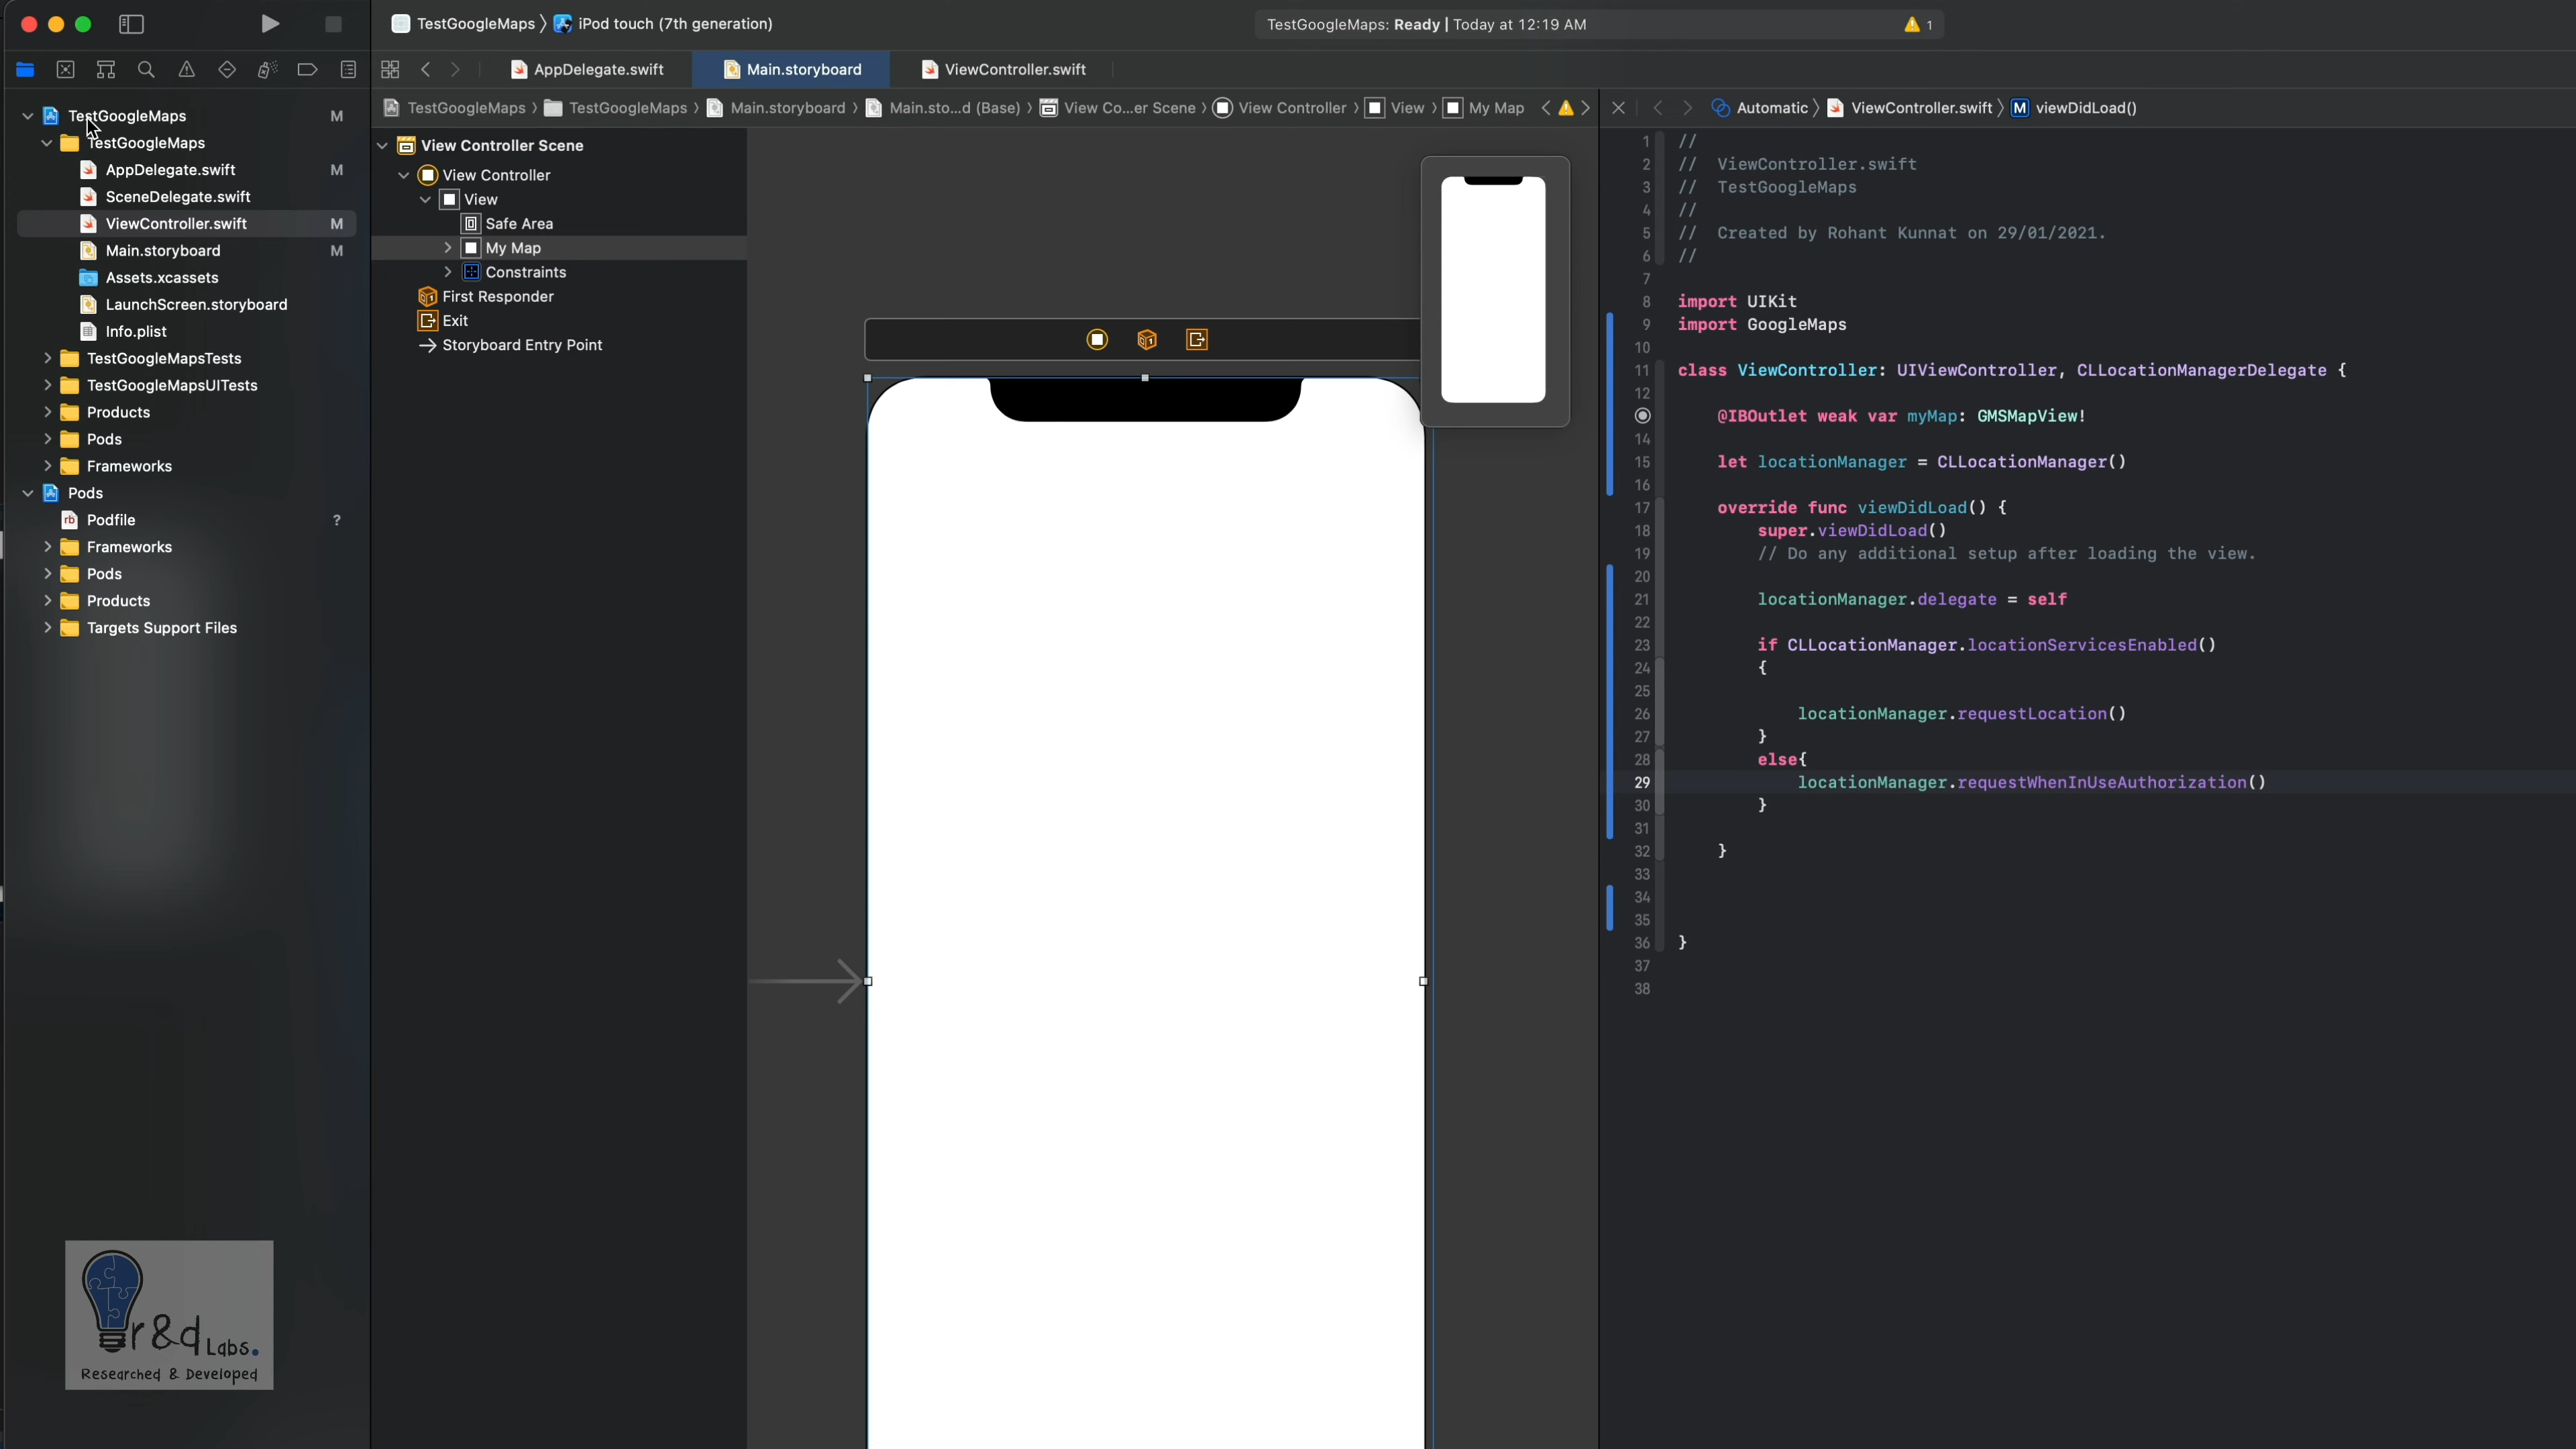 TestGoogleMaps
iPod touch (7th generation)
TestGoogleMaps: Ready | Today at 12:19 AM
1
AppDelegate.swift
Main.storyboard
ViewController.swift
TestGoogleMaps
M
TestGoogleMaps
AppDelegate.swift
M
SceneDelegate.swift
ViewController.swift
M
Main.storyboard
M
Assets.xcassets
LaunchScreen.storyboard
Info.plist
TestGoogleMapsTests
TestGoogleMapsUITests
Products
Pods
Frameworks
Pods
Podfile
?
Frameworks
Pods
Products
Targets Support Files
r&d Labs.
Researched & Developed
TestGoogleMaps
TestGoogleMaps
Main.storyboard
Main.sto...d (Base)
View Co...er Scene
View Controller
View
My Map
View Controller Scene
View Controller
View
Safe Area
My Map
Constraints
First Responder
Exit
Storyboard Entry Point
Automatic
ViewController.swift
M viewDidLoad()
1 //
2 // ViewController.swift
3 // TestGoogleMaps
4 //
5 // Created by Rohant Kunnat on 29/01/2021.
6 //
7
8 import UIKit
9 import GoogleMaps
10
11 class ViewController: UIViewController, CLLocationManagerDelegate {
12
@IBOutlet weak var myMap: GMSMapView!
14
15 let locationManager = CLLocationManager()
16
17 override func viewDidLoad() {
18 super.viewDidLoad()
19 // Do any additional setup after loading the view.
20
21 locationManager.delegate = self
22
23 if CLLocationManager.locationServicesEnabled()
24 {
25
26 locationManager.requestLocation()
27 }
28 else{
29 locationManager.requestWhenInUseAuthorization()
30 }
31
32 }
33
34
35
36 }
37
38